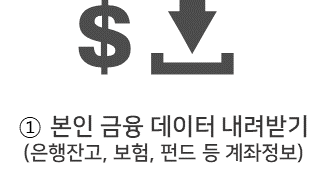 $
① 본인 금융 데이터 내려받기
(은행잔고, 보험, 펀드 등 계좌정보)